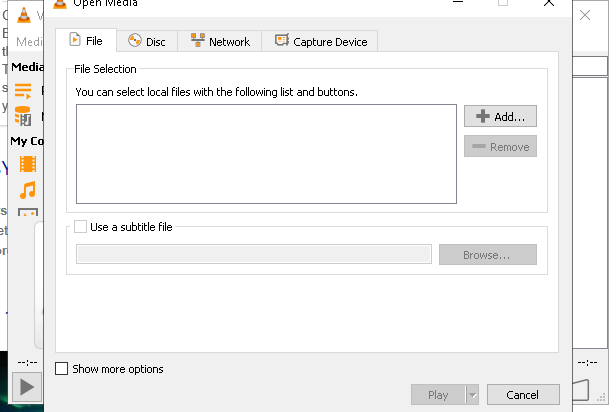 Open Media
Medi
File
Disc
Network
Capture Device
Media
File Selection
You can select local files with the following list and buttons.
Add...
Remove
My Co
Use a subtitle file
Browse...
--:--
--:--
Show more options
Play
Cancel